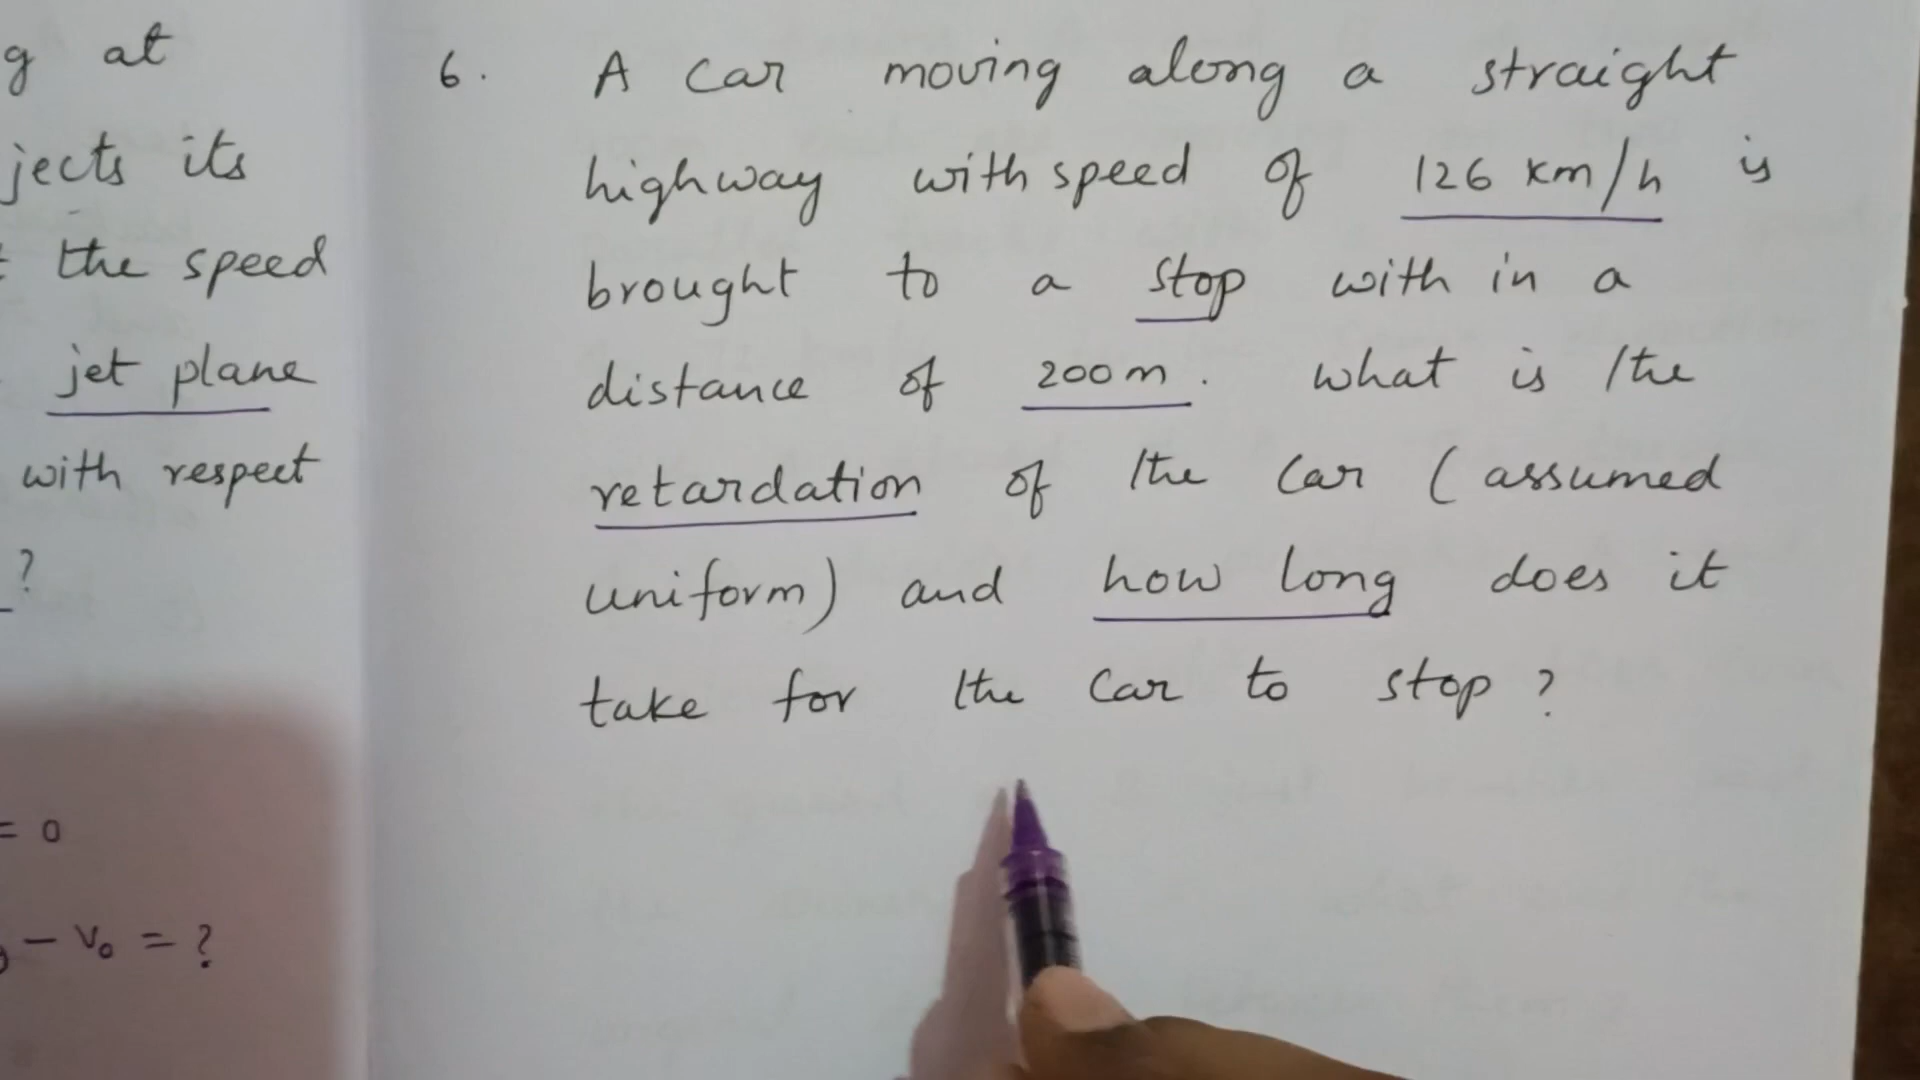 g at
jects its
the speed
jet plane
with respect
?
= 0
- v₀ = ?
6. A car moving along a straight
highway with speed of 126 km/h is
brought to a stop with in a
distance of 200m. what is the
retardation of the car (assumed
uniform) and how long does it
take for the car to stop ?